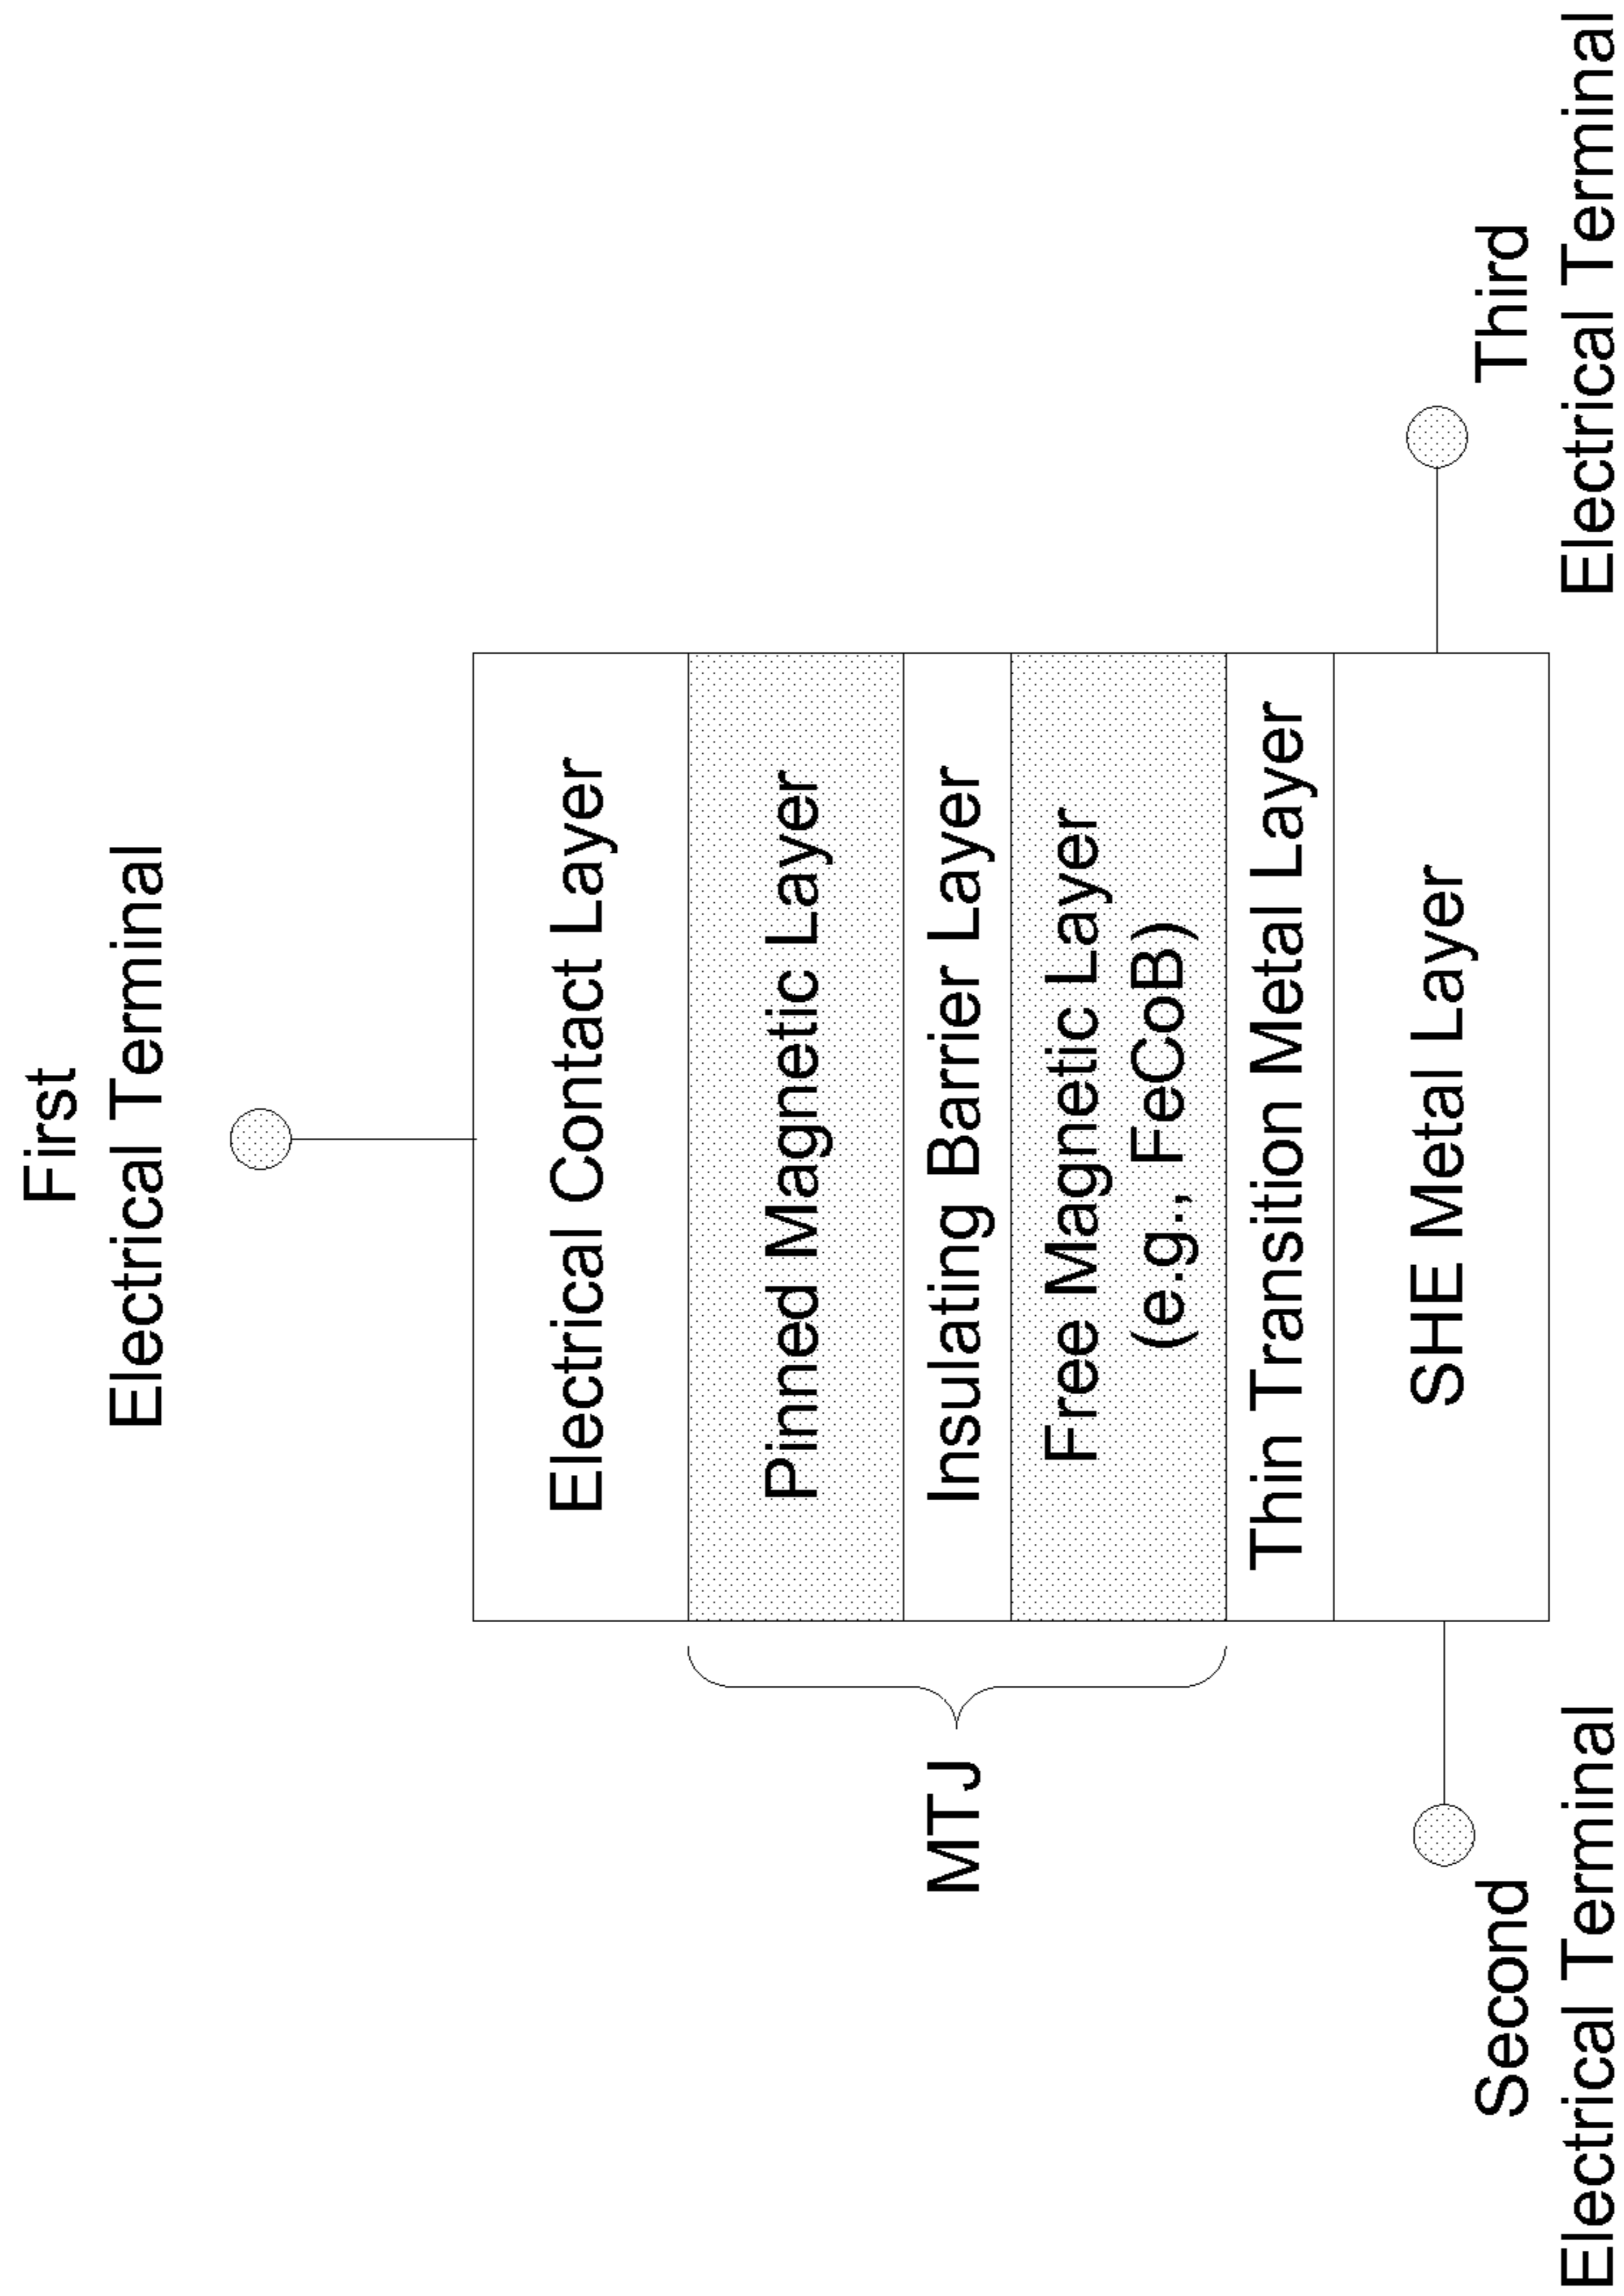 First
Electrical Terminal
Electrical Contact Layer
Pinned Magnetic Layer
MTJ
Insulating Barrier Layer
Free Magnetic Layer
(e.g., FeCoB)
Thin Transition Metal Layer
SHE Metal Layer
Second
Electrical Terminal
Third
Electrical Terminal